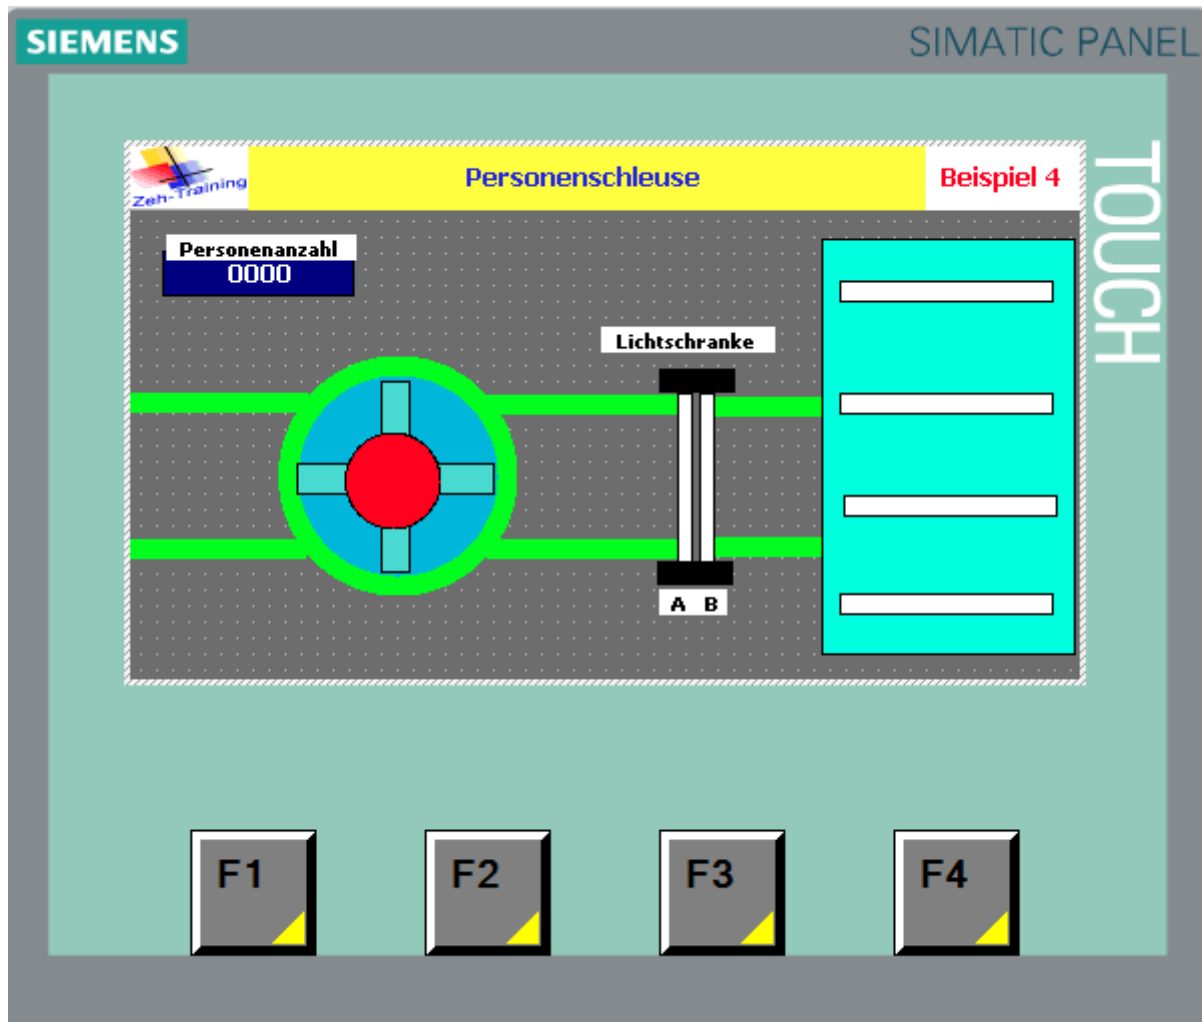 SIEMENS
SIMATIC PANEL
TOUCH
Zeh-Training
Personenschleuse
Beispiel 4
Personenanzahl
0000
Lichtschranke
A B
F1
F2
F3
F4